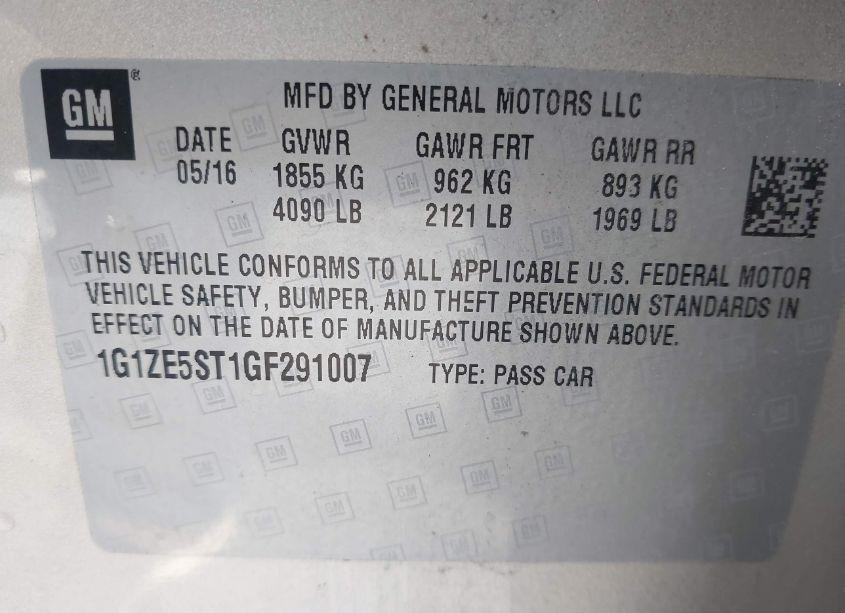 GM
MFD BY GENERAL MOTORS LLC
DATE GVWR GAWR FRT GAWR RR
05/16 1855 KG 962 KG 893 KG
4090 LB 2121 LB 1969 LB
THIS VEHICLE CONFORMS TO ALL APPLICABLE U.S. FEDERAL MOTOR
VEHICLE SAFETY, BUMPER, AND THEFT PREVENTION STANDARDS IN
EFFECT ON THE DATE OF MANUFACTURE SHOWN ABOVE.
1G1ZE5ST1GF291007 TYPE: PASS CAR